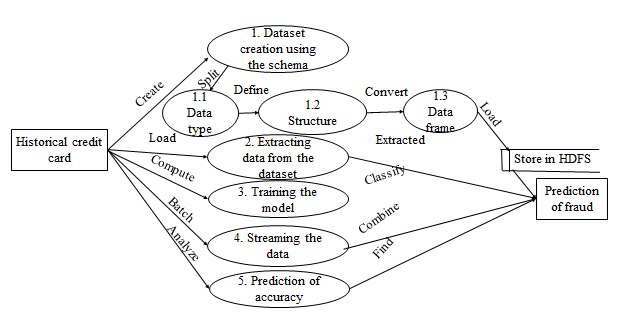 1. Dataset
creation using
the schema
Create
Split
Define
Convert
1.1
Data
type
1.2
Structure
1.3
Data
frame
Load
Historical credit
card
Load
Extracted
2. Extracting
data from the
dataset
Store in HDFS
Compute
Classify
3. Training the
model
Prediction
of fraud
Batch
Combine
4. Streaming the
data
Analyze
Find
5. Prediction of
accuracy